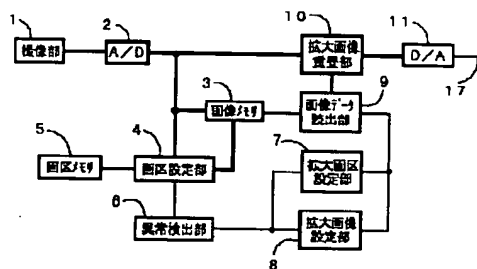 1
撮像部
2
A/D
10
拡大画像
重畳部
11
D/A
17
3
画像メモリ
9
画像データ
読出部
5
画区メモリ
4
画区設定部
7
拡大画区
設定部
6
異常検出部
拡大画像
設定部
8